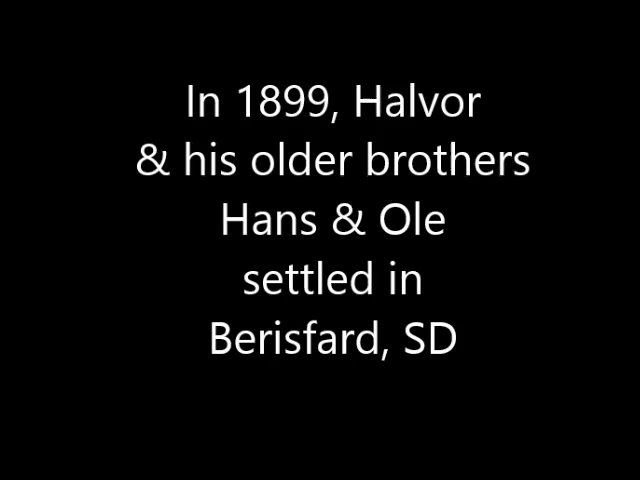 In 1899, Halvor
& his older brothers
Hans & Ole
settled in
Berisfard, SD